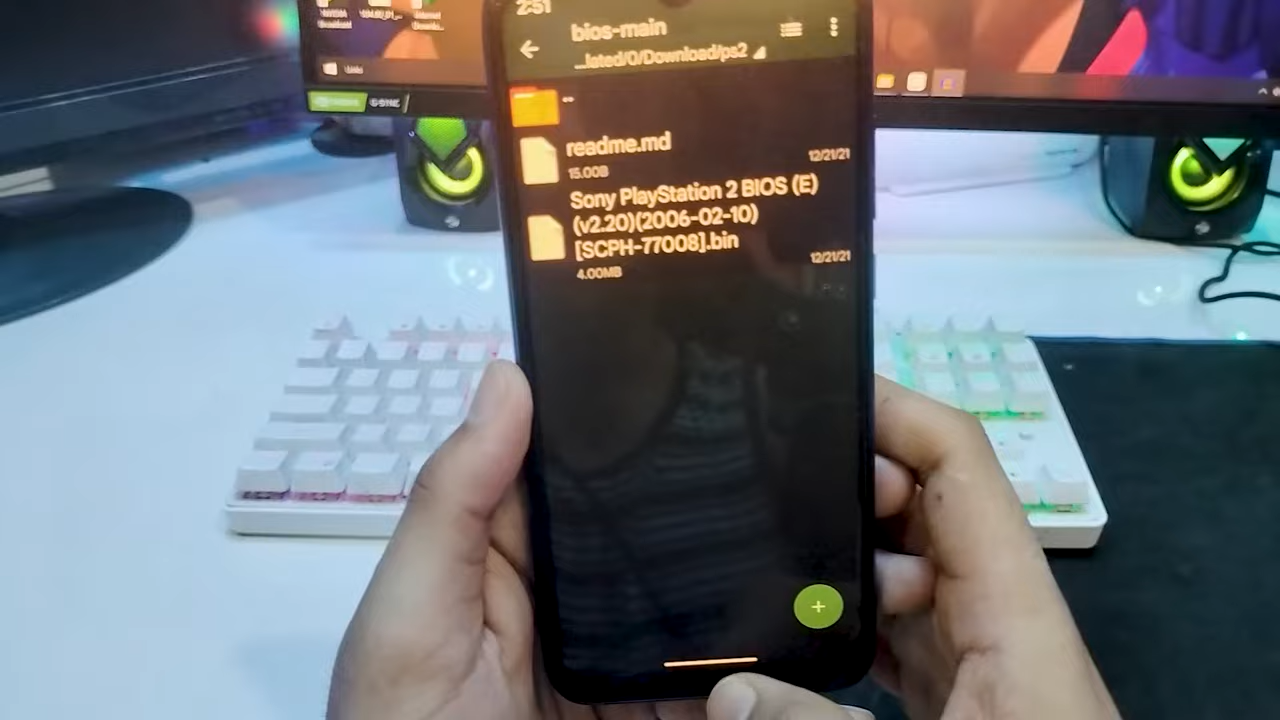 2:51
bios-main
...lated/0/Download/ps2
..
readme.md
15.00B
12/21/21
Sony PlayStation 2 BIOS (E)
(v2.20)(2006-02-10)
[SCPH-77008].bin
4.00MB
12/21/21
G-SYNC